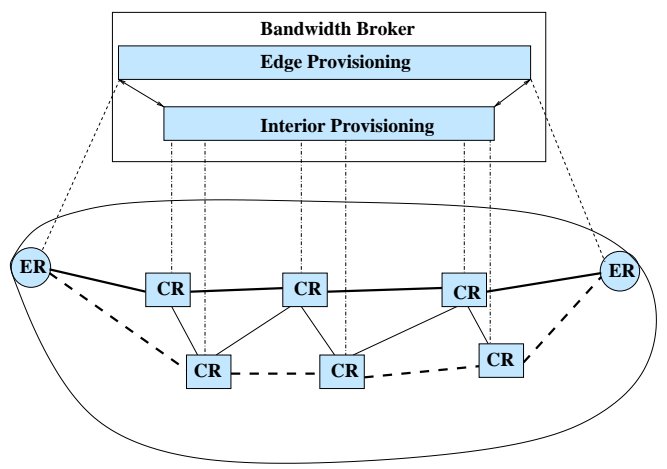 Bandwidth Broker
Edge Provisioning
Interior Provisioning
ER
ER
CR
CR
CR
CR
CR
CR